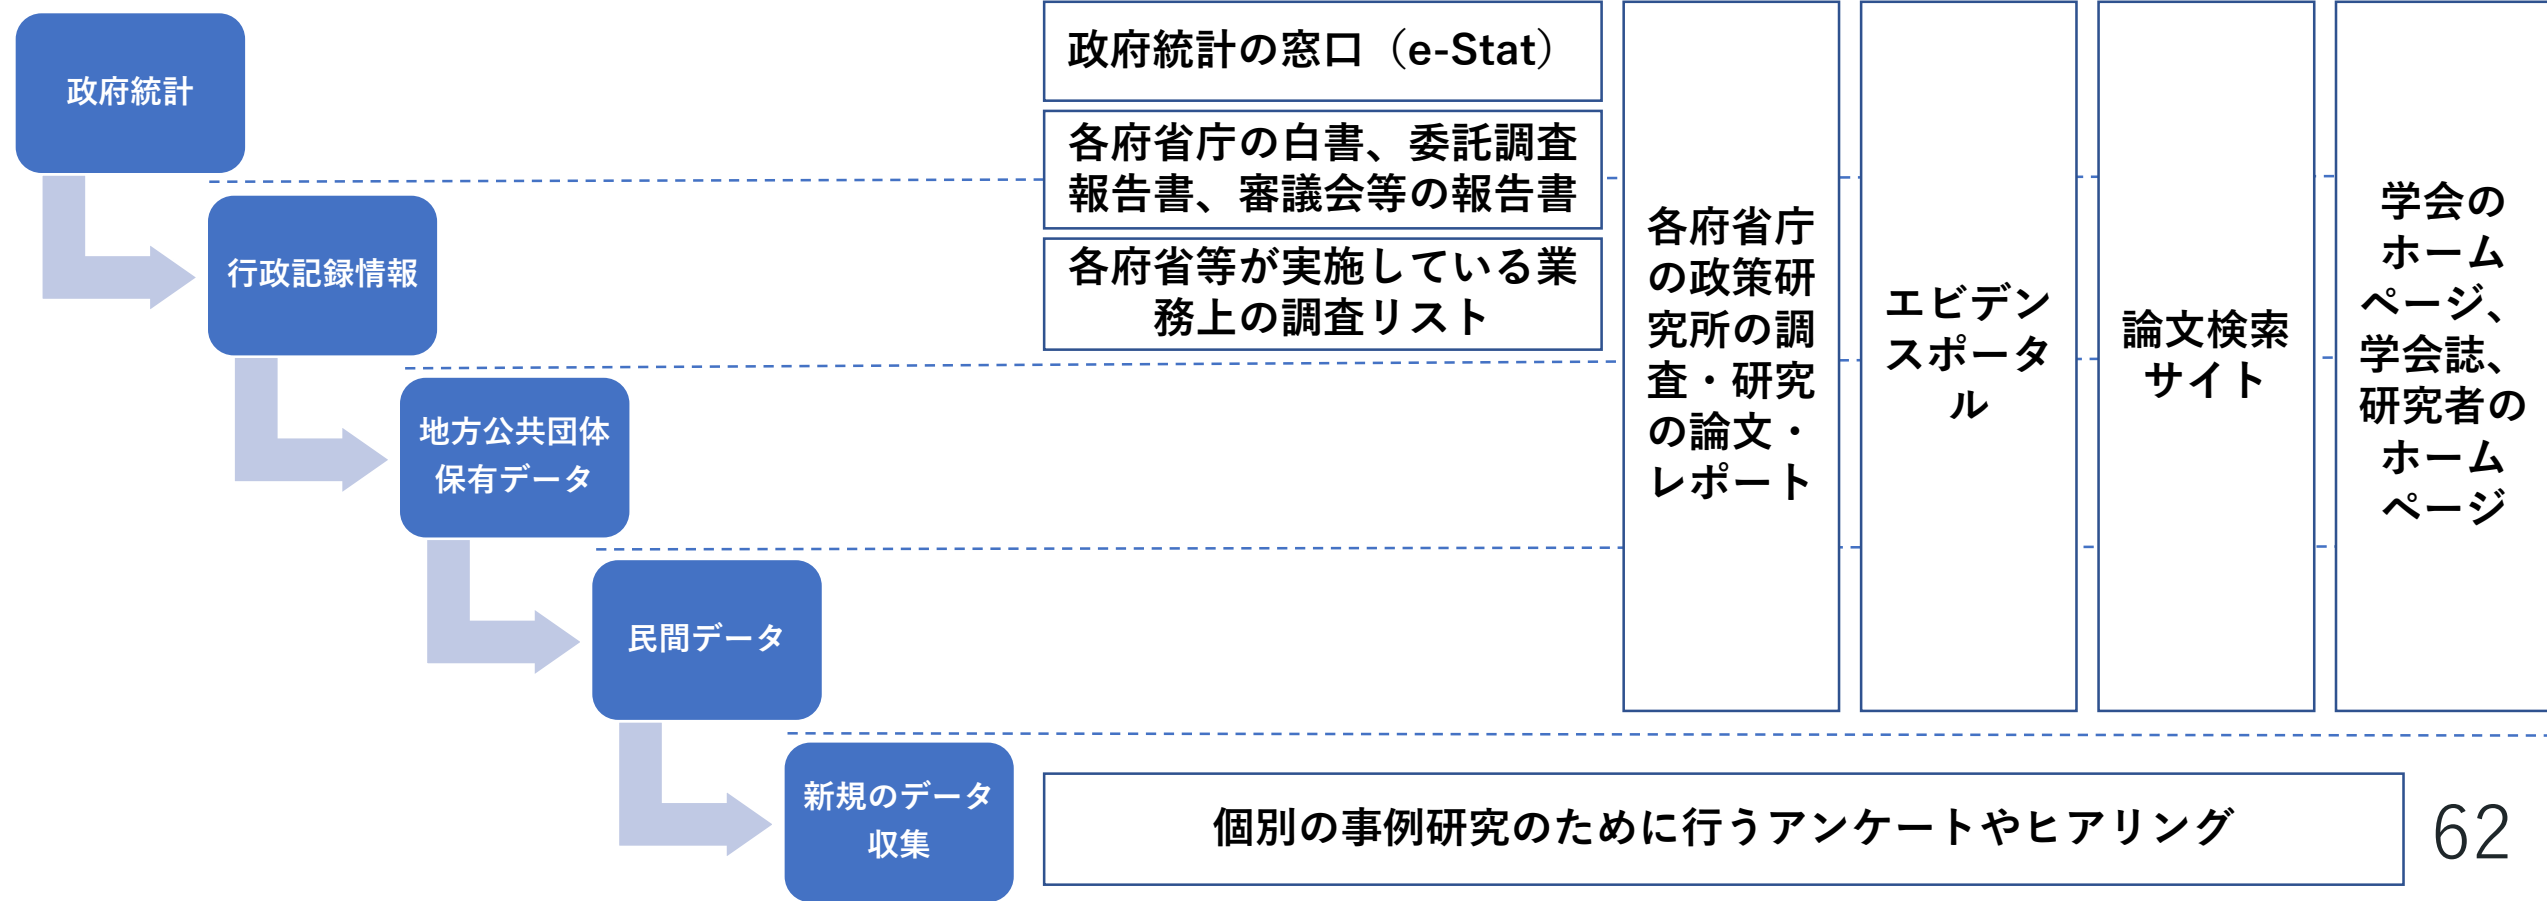 政府統計
行政記録情報
地方公共団体
保有データ
民間データ
新規のデータ
収集
政府統計の窓口（e-Stat）
各府省庁の白書、委託調査
報告書、審議会等の報告書
各府省等が実施している業
務上の調査リスト
各府省庁
の政策研
究所の調
査・研究
の論文・
レポート
エビデン
スポータ
ル
論文検索
サイト
学会の
ホーム
ページ、
学会誌、
研究者の
ホーム
ページ
個別の事例研究のために行うアンケートやヒアリング
62